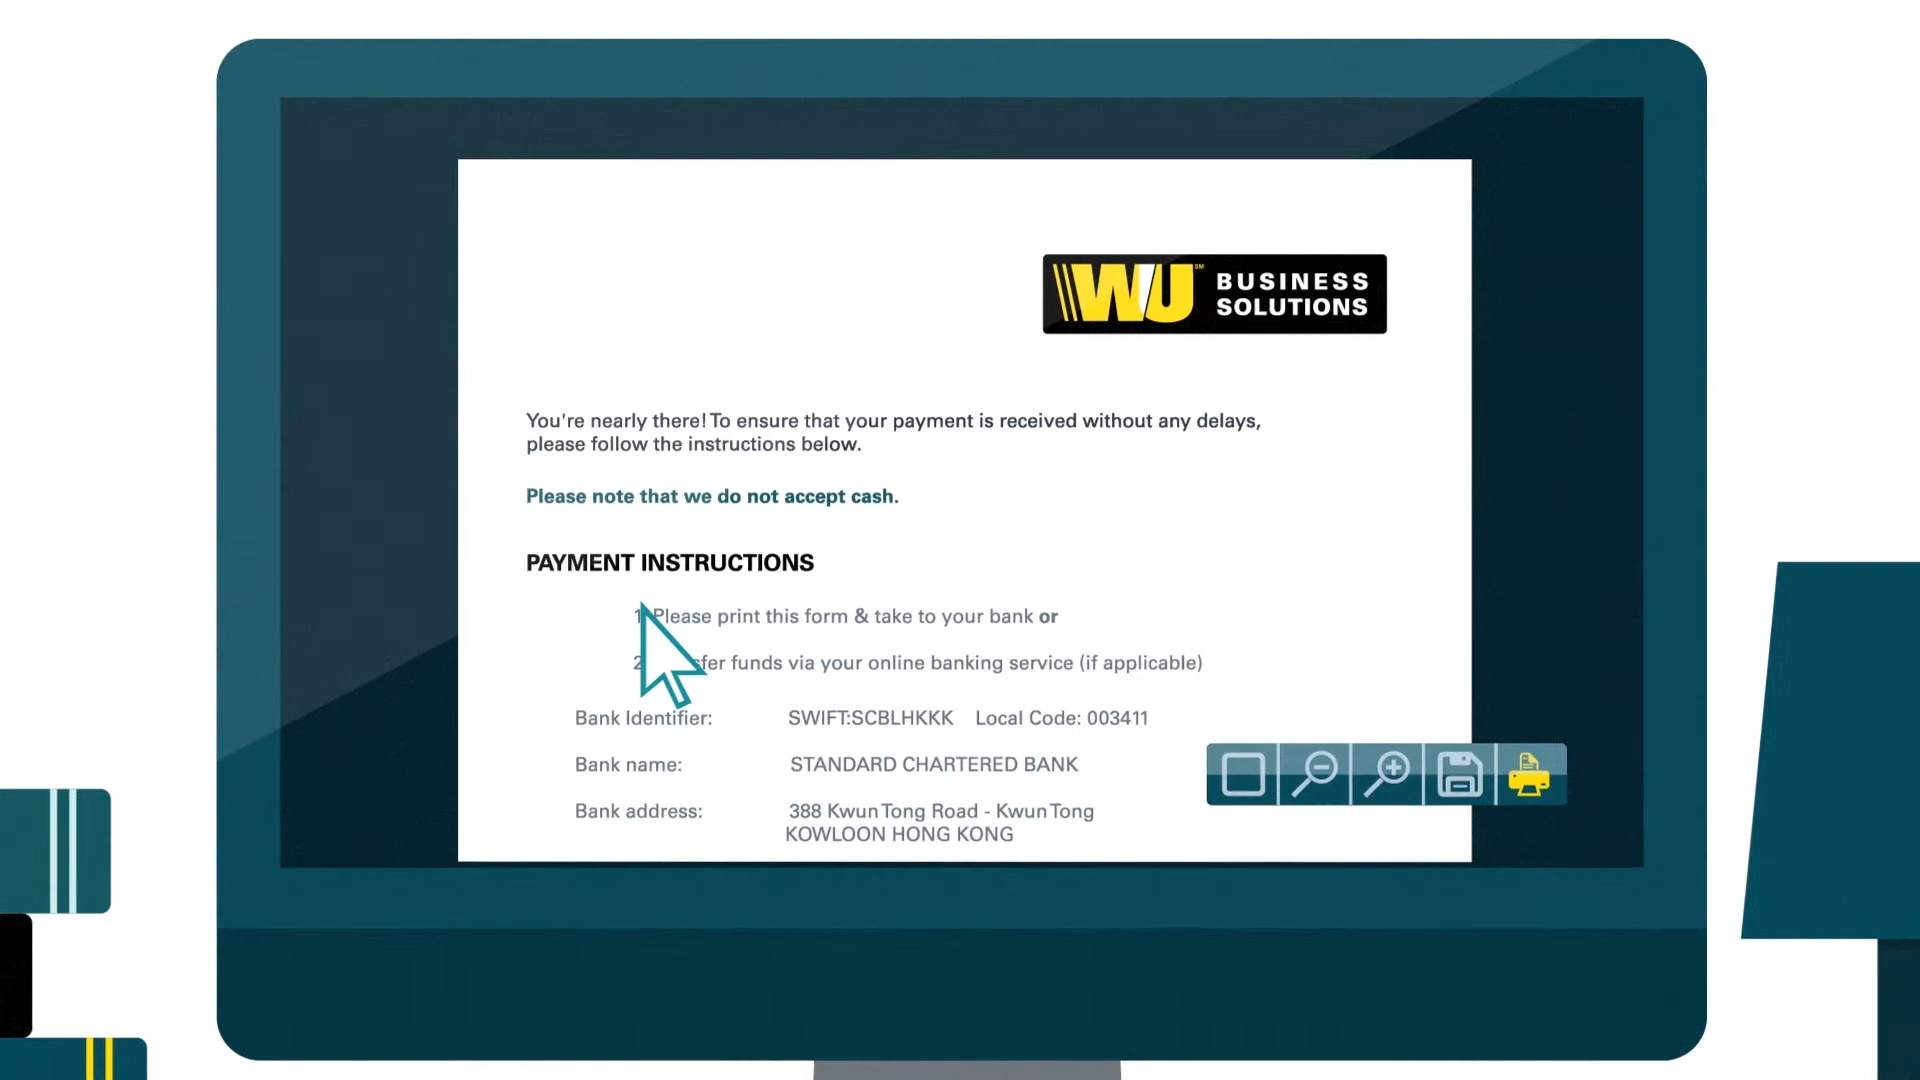 WU SM BUSINESS
SOLUTIONS
You're nearly there! To ensure that your payment is received without any delays,
please follow the instructions below.
Please note that we do not accept cash.
PAYMENT INSTRUCTIONS
1. Please print this form & take to your bank or
2 fer funds via your online banking service (if applicable)
Bank Identifier: SWIFT:SCBLHKKK Local Code: 003411
Bank name: STANDARD CHARTERED BANK
Bank address: 388 Kwun Tong Road - Kwun Tong
KOWLOON HONG KONG